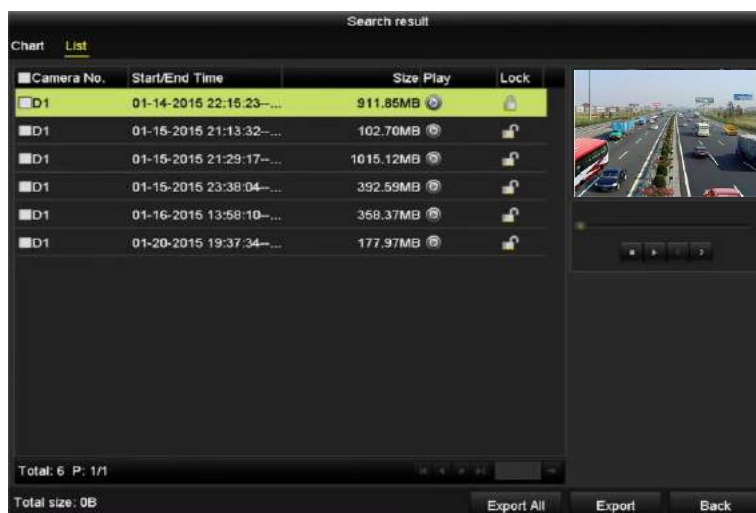 Search result
Chart List
Camera No. Start/End Time Size Play Lock
D1 01-14-2015 22:15:23--... 911.85MB
D1 01-15-2015 21:13:32--... 102.70MB
D1 01-15-2015 21:29:17--... 1015.12MB
D1 01-15-2015 23:38:04--... 392.59MB
D1 01-16-2015 13:58:10--... 358.37MB
D1 01-20-2015 19:37:34--... 177.97MB
Total: 6 P: 1/1
Total size: 0B Export All Export Back